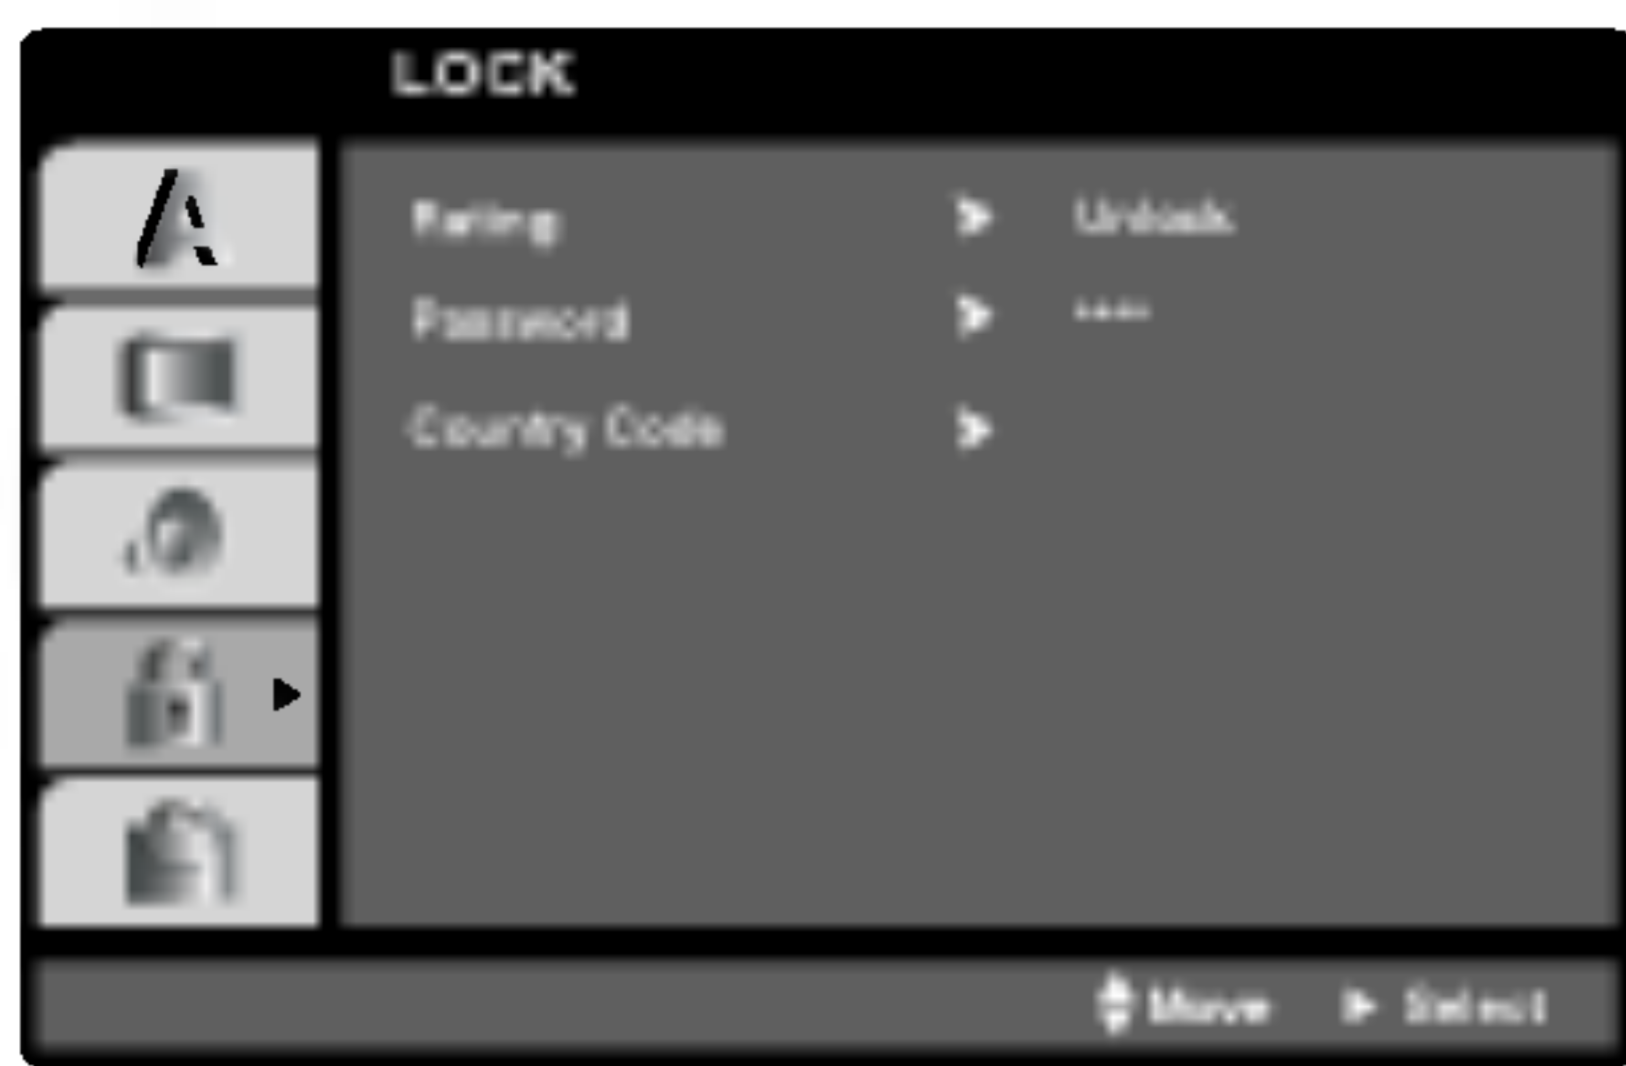 LOCK
Rating > Unlock
Password > ****
Country Code >
Move ► Select